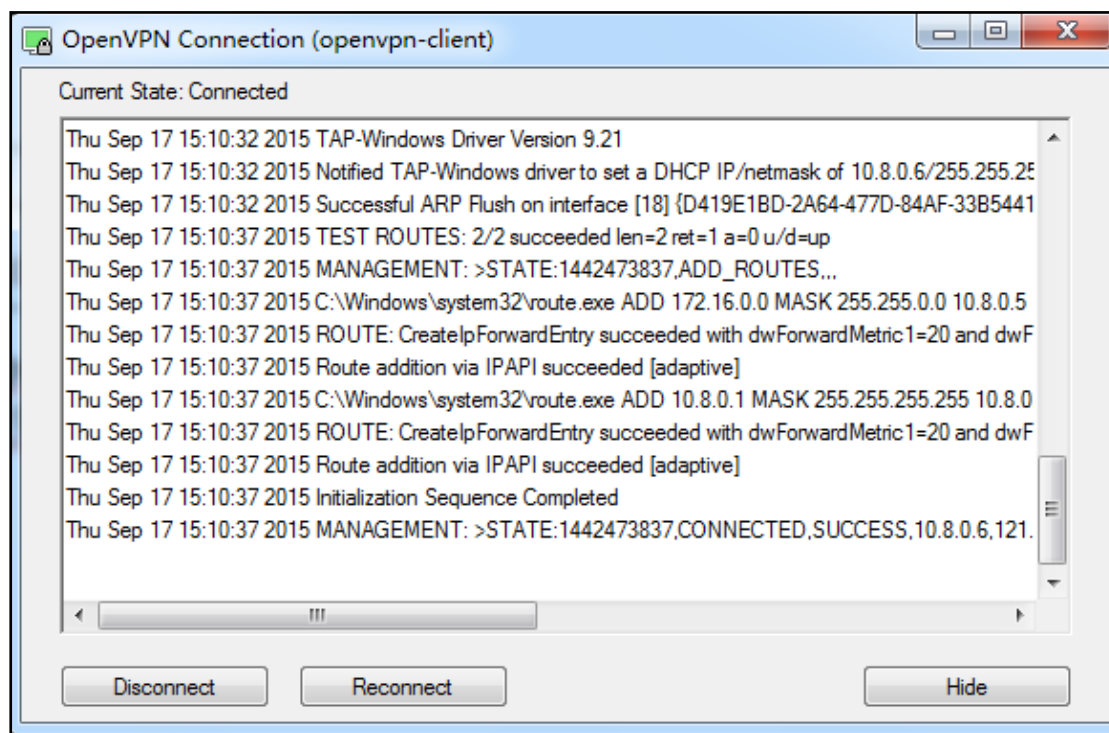 OpenVPN Connection (openvpn-client)
Current State: Connected
Thu Sep 17 15:10:32 2015 TAP-Windows Driver Version 9.21
Thu Sep 17 15:10:32 2015 Notified TAP-Windows driver to set a DHCP IP/netmask of 10.8.0.6/255.255.25
Thu Sep 17 15:10:32 2015 Successful ARP Flush on interface [18] {D419E1BD-2A64-477D-84AF-33B5441
Thu Sep 17 15:10:37 2015 TEST ROUTES: 2/2 succeeded len=2 ret=1 a=0 u/d=up
Thu Sep 17 15:10:37 2015 MANAGEMENT: >STATE:1442473837,ADD_ROUTES,,,
Thu Sep 17 15:10:37 2015 C:\Windows\system32\route.exe ADD 172.16.0.0 MASK 255.255.0.0 10.8.0.5
Thu Sep 17 15:10:37 2015 ROUTE: CreateIpForwardEntry succeeded with dwForwardMetric1=20 and dwF
Thu Sep 17 15:10:37 2015 Route addition via IPAPI succeeded [adaptive]
Thu Sep 17 15:10:37 2015 C:\Windows\system32\route.exe ADD 10.8.0.1 MASK 255.255.255.255 10.8.0
Thu Sep 17 15:10:37 2015 ROUTE: CreateIpForwardEntry succeeded with dwForwardMetric1=20 and dwF
Thu Sep 17 15:10:37 2015 Route addition via IPAPI succeeded [adaptive]
Thu Sep 17 15:10:37 2015 Initialization Sequence Completed
Thu Sep 17 15:10:37 2015 MANAGEMENT: >STATE:1442473837,CONNECTED,SUCCESS,10.8.0.6,121.
Disconnect
Reconnect
Hide